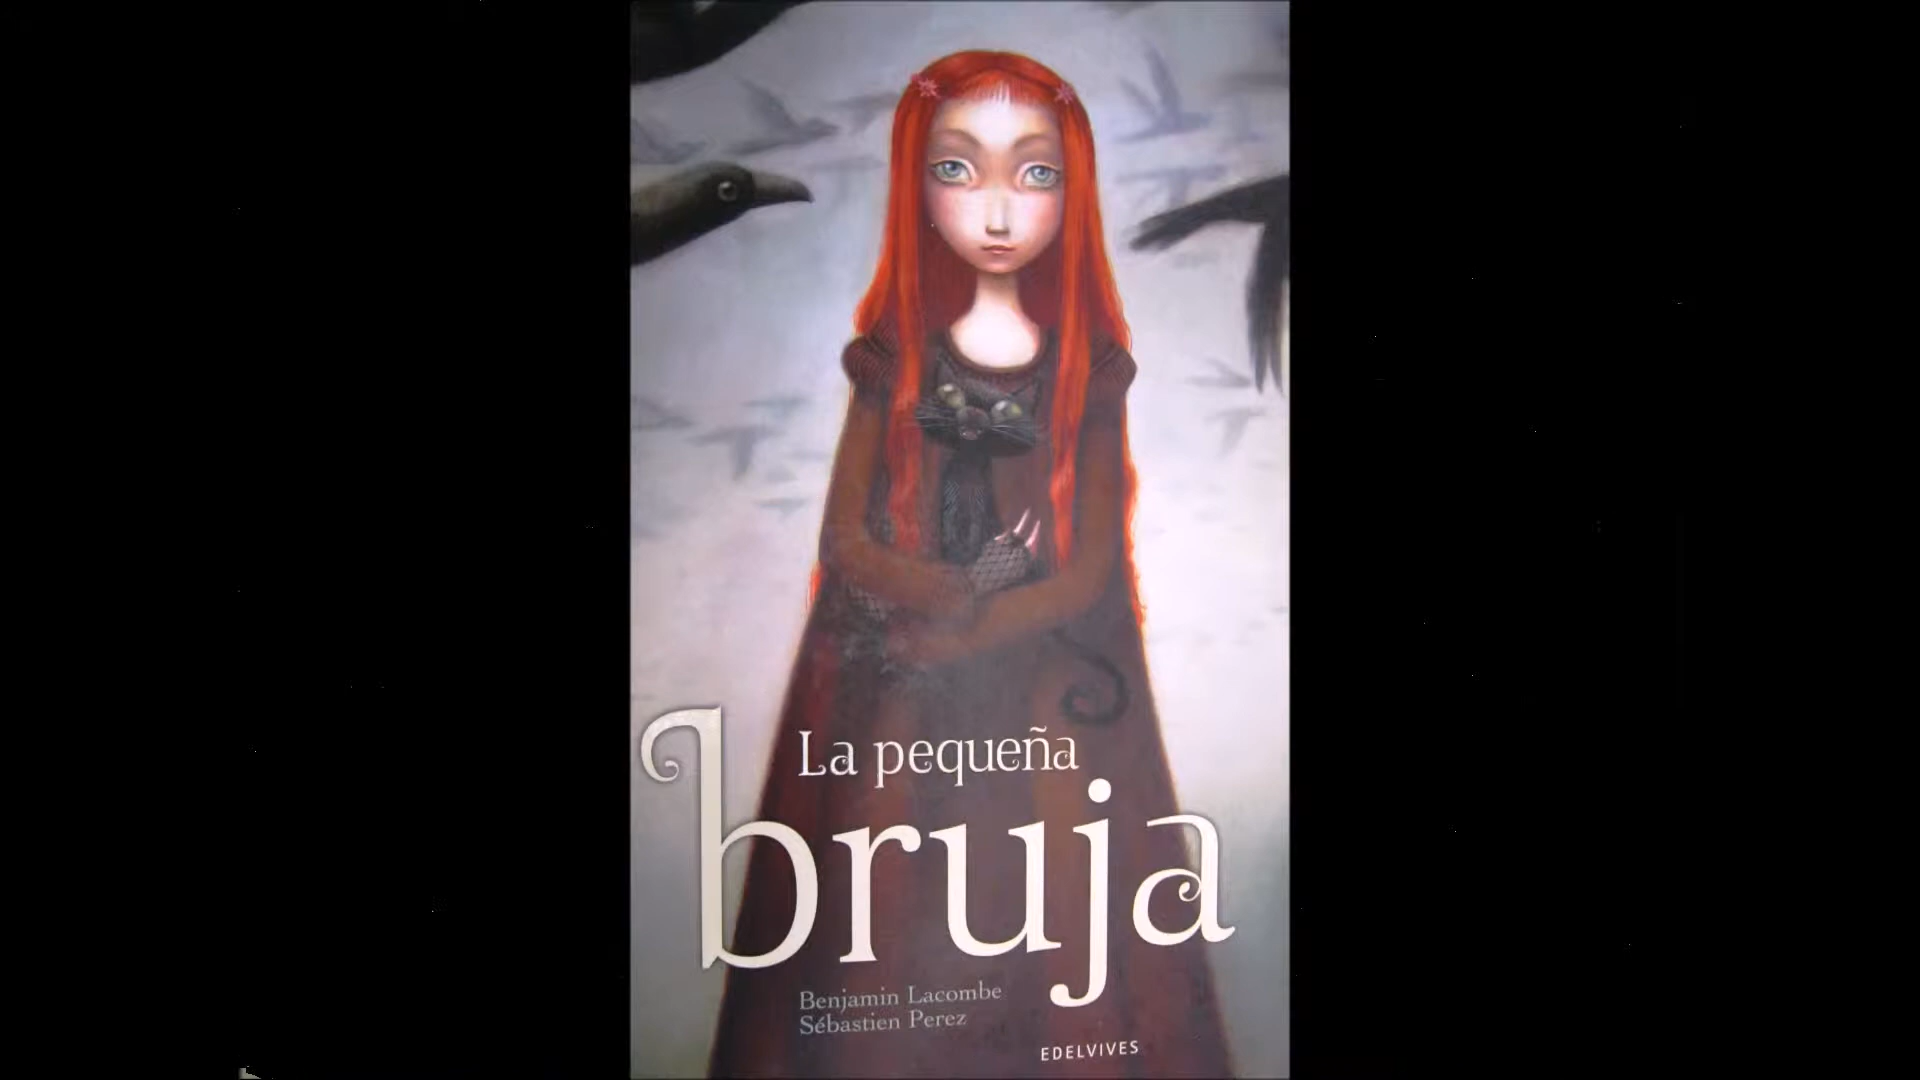 La pequeña
bruja
Benjamin Lacombe
Sébastien Perez
EDELVIVES